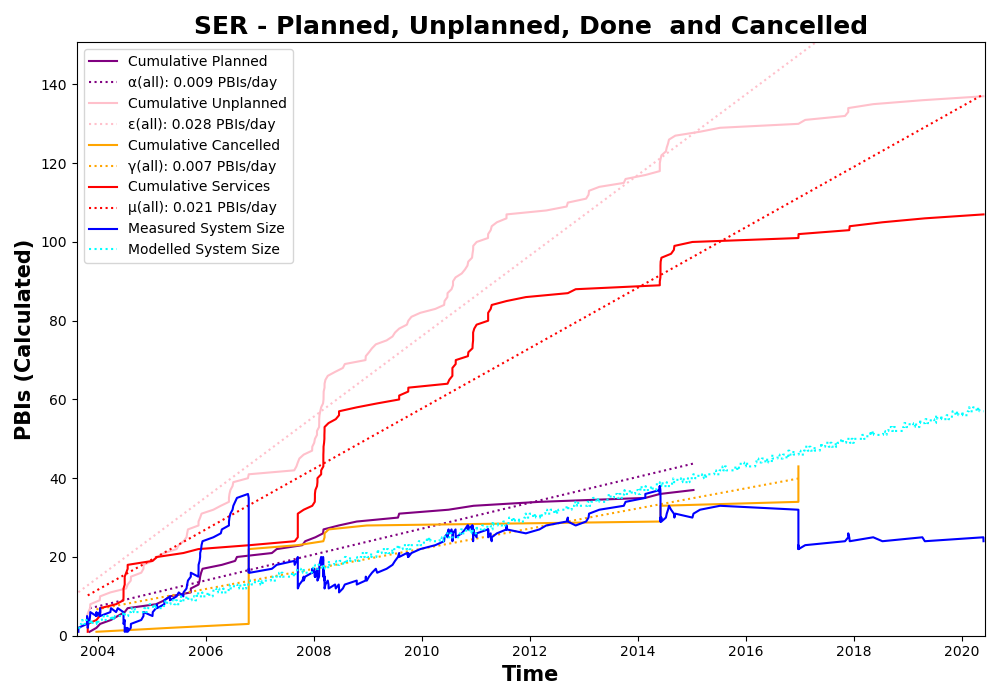 SER - Planned, Unplanned, Done  and Cancelled
Cumulative Planned
α(all): 0.009 PBIs/day
Cumulative Unplanned
ε(all): 0.028 PBIs/day
Cumulative Cancelled
γ(all): 0.007 PBIs/day
Cumulative Services
μ(all): 0.021 PBIs/day
Measured System Size
Modelled System Size
PBIs (Calculated)
140
120
100
80
60
40
20
0
2004 2006 2008 2010 2012 2014 2016 2018 2020
Time